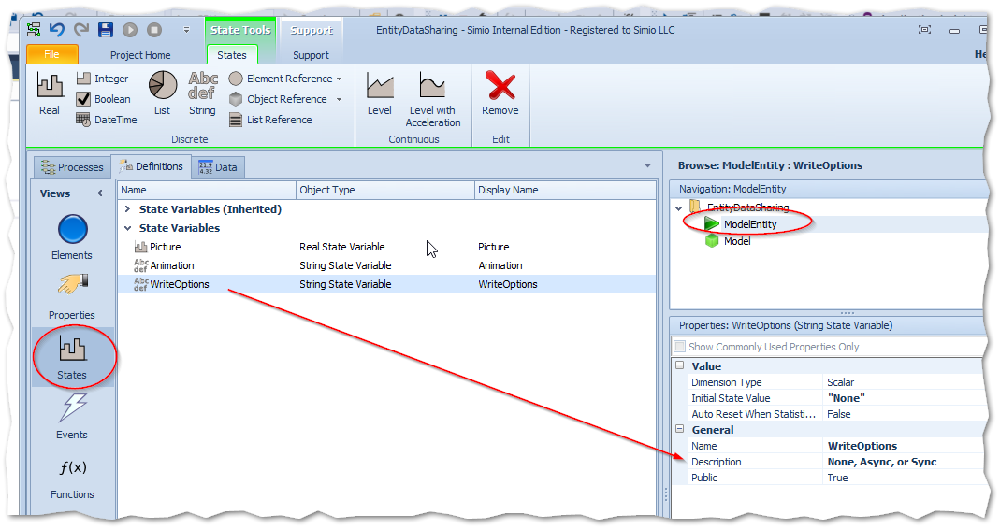 State Tools
Support
EntityDataSharing - Simio Internal Edition - Registered to Simio LLC
File
Project Home
States
Support
He
Real
Integer
Boolean
DateTime
List
Abc
def
String
Element Reference
Object Reference
List Reference
Discrete
Level
Level with
Acceleration
Continuous
Remove
Edit
Processes
Definitions
21.9
4.32
Data
Views
Elements
Properties
States
Events
f(x)
Functions
Name Object Type Display Name
State Variables (Inherited)
State Variables
Picture Real State Variable Picture
Abc
def
Animation String State Variable Animation
Abc
def
WriteOptions String State Variable WriteOptions
Browse: ModelEntity : WriteOptions
Navigation: ModelEntity
EntityDataSharing
ModelEntity
Model
Properties: WriteOptions (String State Variable)
Show Commonly Used Properties Only
Value
Dimension Type Scalar
Initial State Value "None"
Auto Reset When Statisti... False
General
Name WriteOptions
Description None, Async, or Sync
Public True